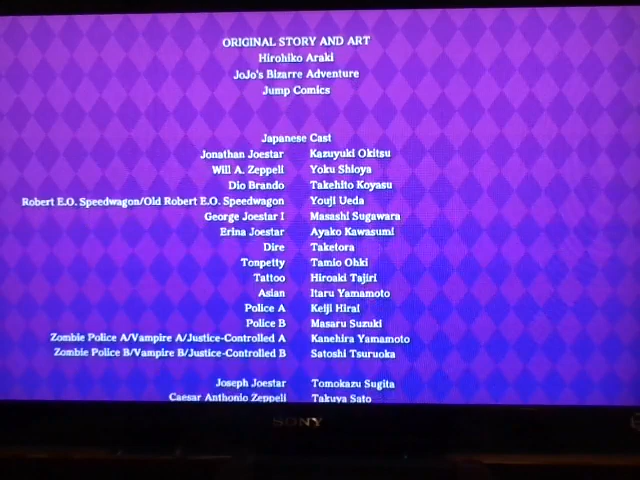 ORIGINAL STORY AND ART
Hirohiko Araki
JoJo's Bizarre Adventure
Jump Comics
Japanese Cast
Jonathan Joestar Kazuyuki Okitsu
Will A. Zeppeli Yoku Shioya
Dio Brando Takehito Koyasu
Robert E.O. Speedwagon/Old Robert E.O. Speedwagon Youji Ueda
George Joestar I Masashi Sugawara
Erina Joestar Ayako Kawasumi
Dire Taketora
Tonpetty Tamio Ohki
Tattoo Hiroaki Tajiri
Asian Itaru Yamamoto
Police A Keiji Hirai
Police B Masaru Suzuki
Zombie Police A/Vampire A/Justice-Controlled A Kanehira Yamamoto
Zombie Police B/Vampire B/Justice-Controlled B Satoshi Tsuruoka
Joseph Joestar Tomokazu Sugita
Caesar Anthonio Zeppeli Takuya Sato
SONY